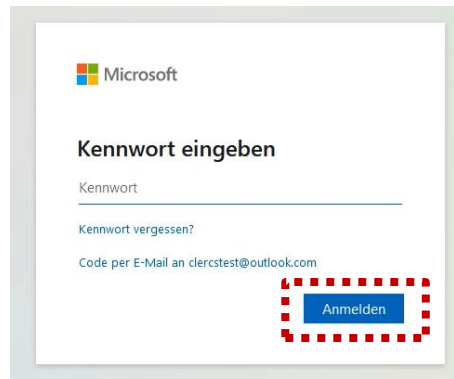 Microsoft
Kennwort eingeben
Kennwort
Kennwort vergessen?
Code per E-Mail an clercstest@outlook.com
Anmelden